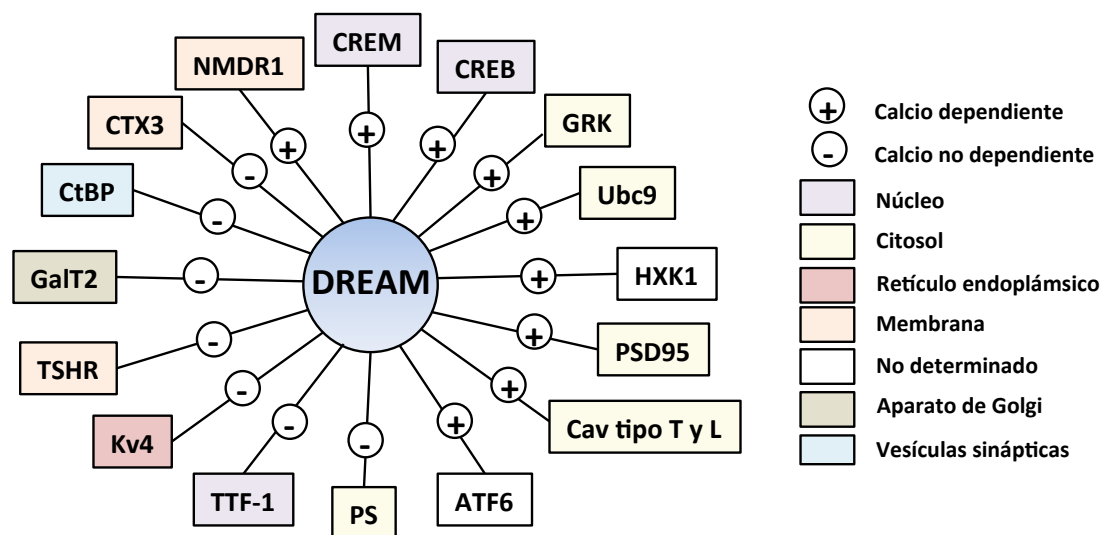 CREM
NMDR1
CREB
CTX3
GRK
CtBP
Ubc9
GalT2
DREAM
HXK1
TSHR
PSD95
Kv4
Cav tipo T y L
TTF-1
PS
ATF6
+
+
+
-
+
-
+
-
+
-
+
-
+
-
-
+
+ Calcio dependiente
- Calcio no dependiente
Núcleo
Citosol
Retículo endoplámsico
Membrana
No determinado
Aparato de Golgi
Vesículas sinápticas